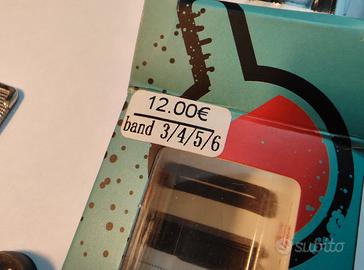 12.00€
band 3/4/5/6
subito